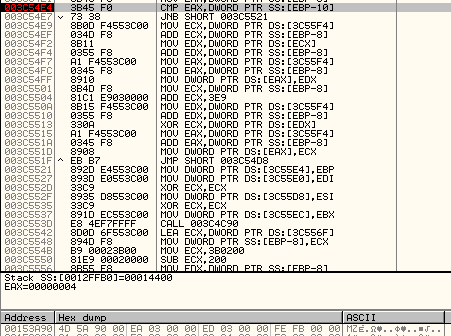 003C54E4 3B45 F0 CMP EAX,DWORD PTR SS:[EBP-10]
003C54E7 73 38 JNB SHORT 003C5521
003C54E9 8B0D F4553C00 MOV ECX,DWORD PTR DS:[3C55F4]
003C54EF 034D F8 ADD ECX,DWORD PTR SS:[EBP-8]
003C54F2 8B11 MOV EDX,DWORD PTR DS:[ECX]
003C54F4 0355 F8 ADD EDX,DWORD PTR SS:[EBP-8]
003C54F7 A1 F4553C00 MOV EAX,DWORD PTR DS:[3C55F4]
003C54FC 0345 F8 ADD EAX,DWORD PTR SS:[EBP-8]
003C54FF 8910 MOV DWORD PTR DS:[EAX],EDX
003C5501 8B4D F8 MOV ECX,DWORD PTR SS:[EBP-8]
003C5504 81C1 E9030000 ADD ECX,3E9
003C550A 8B15 F4553C00 MOV EDX,DWORD PTR DS:[3C55F4]
003C5510 0355 F8 ADD EDX,DWORD PTR SS:[EBP-8]
003C5513 330A XOR ECX,DWORD PTR DS:[EDX]
003C5515 A1 F4553C00 MOV EAX,DWORD PTR DS:[3C55F4]
003C551A 0345 F8 ADD EAX,DWORD PTR SS:[EBP-8]
003C551D 8908 MOV DWORD PTR DS:[EAX],ECX
003C551F EB B7 JMP SHORT 003C54D8
003C5521 892D E4553C00 MOV DWORD PTR DS:[3C55E4],EBP
003C5527 893D E0553C00 MOV DWORD PTR DS:[3C55E0],EDI
003C552D 33C9 XOR ECX,ECX
003C552F 8935 D8553C00 MOV DWORD PTR DS:[3C55D8],ESI
003C5535 33C9 XOR ECX,ECX
003C5537 891D EC553C00 MOV DWORD PTR DS:[3C55EC],EBX
003C553D E8 4EF7FFFF CALL 003C4C90
003C5542 8D0D 6F553C00 LEA ECX,DWORD PTR DS:[3C556F]
003C5548 894D F8 MOV DWORD PTR SS:[EBP-8],ECX
003C554B B9 00023B00 MOV ECX,3B0200
003C5550 81E9 00020000 SUB ECX,200
003C5556 8B55 F8 MOV EDX,DWORD PTR SS:[EBP-8]
Stack SS:[0012FFB0]=00014400
EAX=00000004
Address Hex dump ASCII
00153A90 4D 5A 90 00 EA 03 00 00 ED 03 00 00 FE FB 00 00